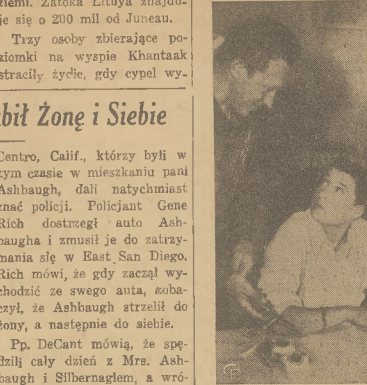 ziemi. Zatoka Lituya znajdu-
je się o 200 mil od Juneau.
Trzy osoby zbierające po-
ziomki na wyspie Khantaak
straciły życie, gdy cypel wy-
bił Żonę i Siebie
Centro, Calif., którzy byli w
tym czasie w mieszkaniu pani
Ashbaugh, dali natychmiast
znać policji. Policjant Gene
Rich dostrzegł auto Ash-
baugha i zmusił je do zatrzy-
mania się w East San Diego.
Rich mówi, że gdy zaczął wy-
chodzić ze swego auta, zoba-
czył, że Ashbaugh strzelił do
żony, a następnie do siebie.
Pp. DeCant mówią, że spę-
dzili cały dzień z Mrs. Ash-
baugh i Silbernaglem, a wró-